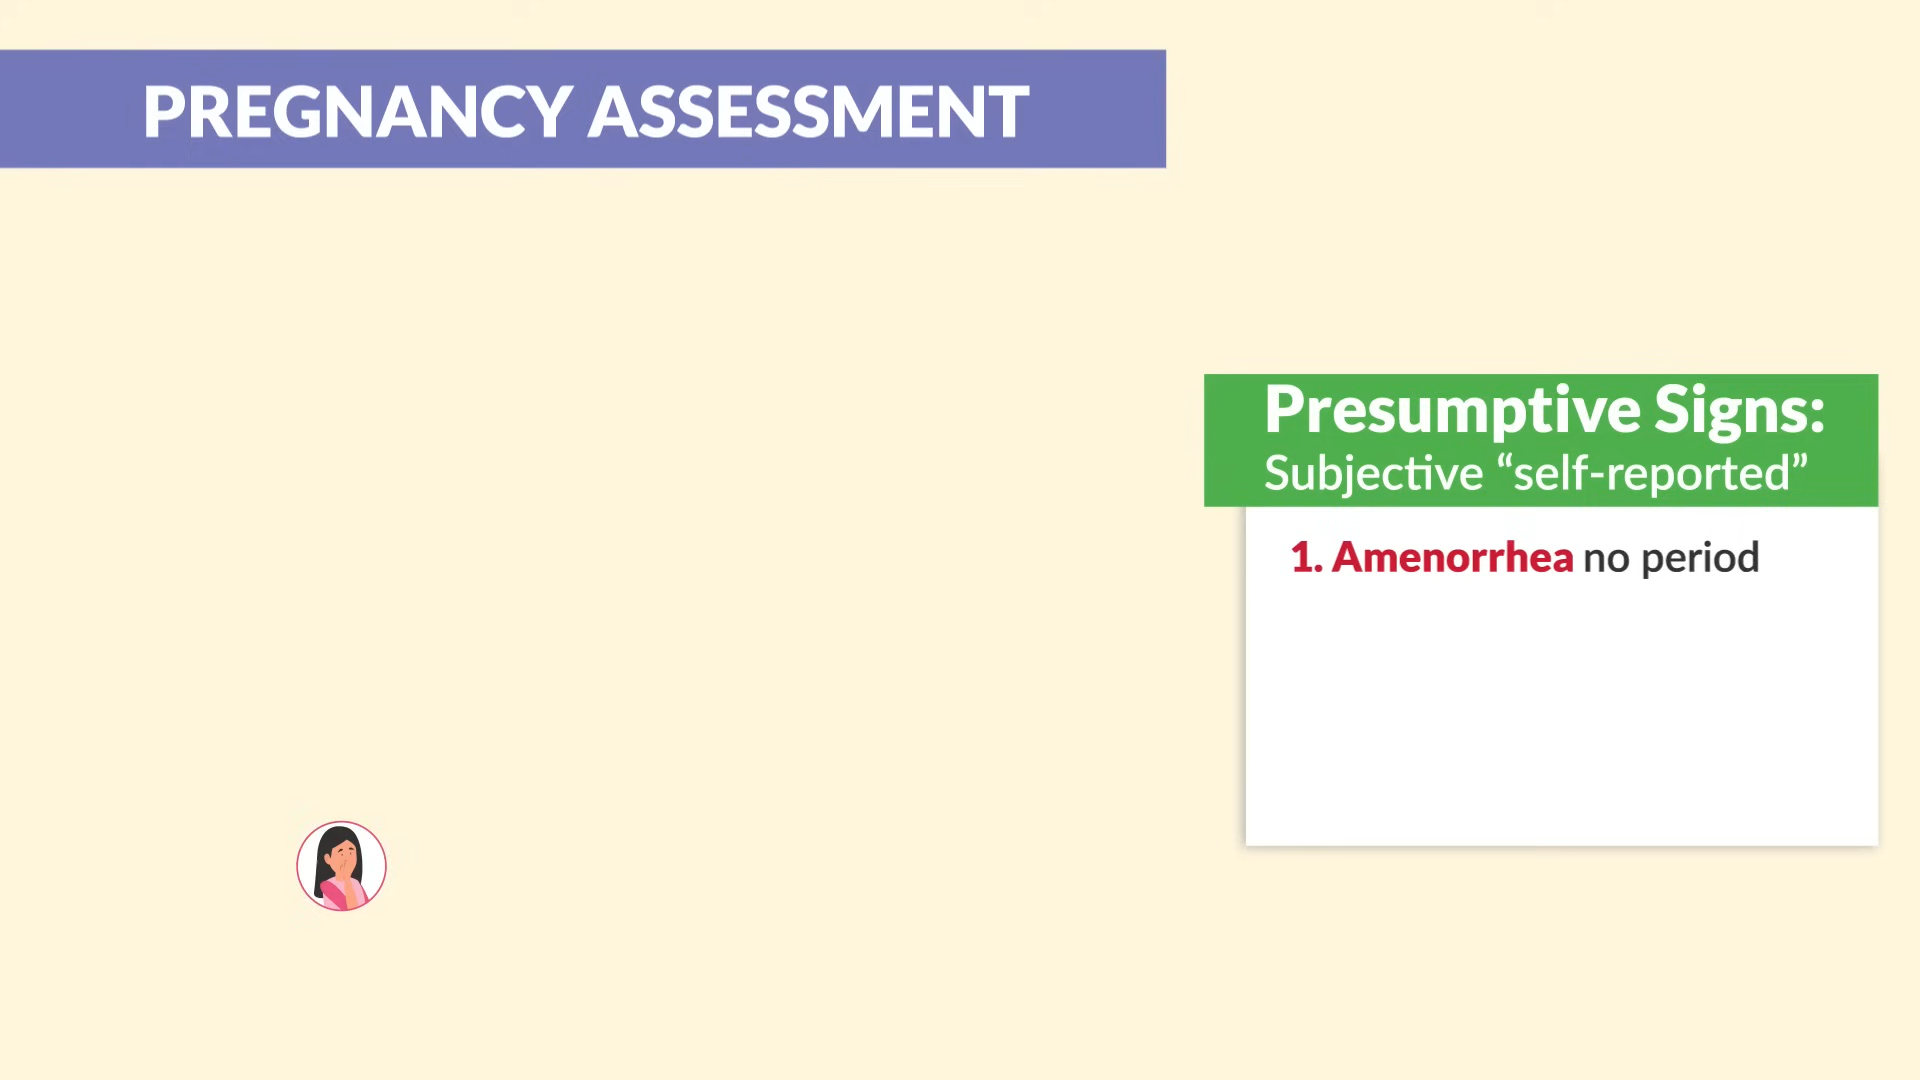 PREGNANCY ASSESSMENT
Presumptive Signs:
Subjective “self-reported”
1. Amenorrhea no period